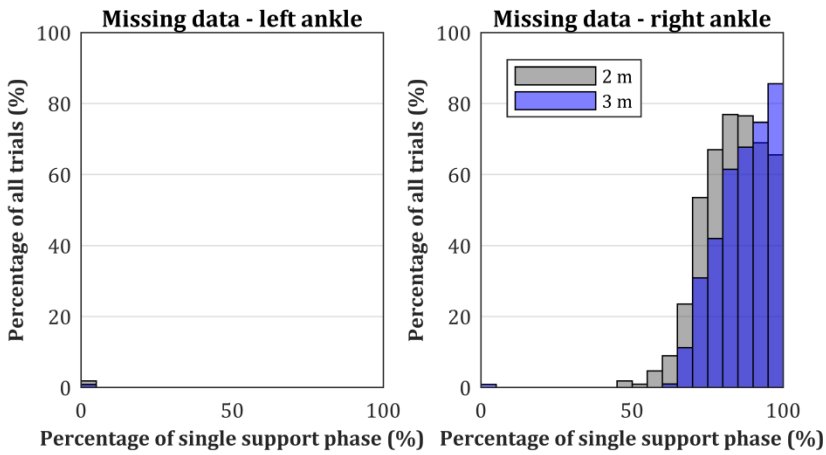 Missing data - left ankle
100
80
60
40
20
0
0 50 100
Percentage of all trials (%)
Percentage of single support phase (%)
Missing data - right ankle
2 m
3 m
100
80
60
40
20
0
0 50 100
Percentage of all trials (%)
Percentage of single support phase (%)